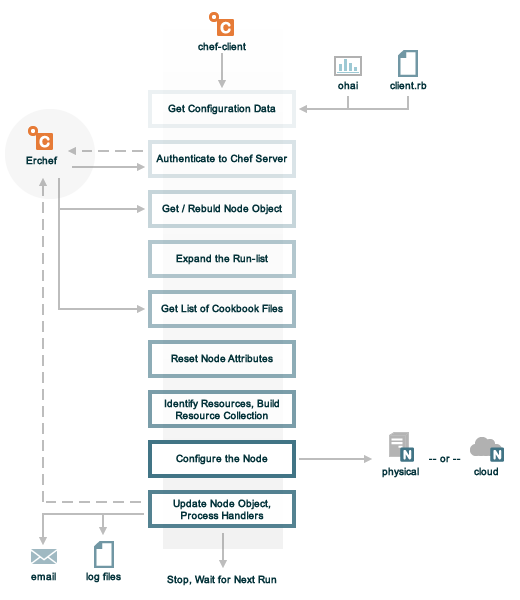 chef-client
ohai
client.rb
Get Configuration Data
Erchef
Authenticate to Chef Server
Get / Rebuld Node Object
Expand the Run-list
Get List of Cookbook Files
Reset Node Attributes
Identify Resources, Build
Resource Collection
Configure the Node
N
physical
-- or --
N
cloud
Update Node Object,
Process Handlers
email
log files
Stop, Wait for Next Run